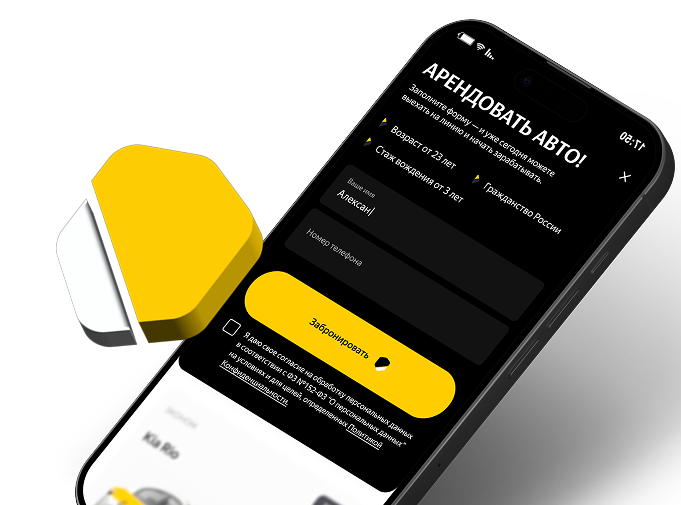 17:50
АРЕНДОВАТЬ АВТО!
Заполните форму — и уже сегодня можете
выехать на линию и начать зарабатывать.
Возраст от 23 лет
Гражданство России
Стаж вождения от 3 лет
Ваше имя
Алексан
Номер телефона
Забронировать
Я даю свое согласие на обработку персональных данных
в соответствии с ФЗ №152-ФЗ "О персональных данных"
на условиях и для целей, определенных Политикой
Конфиденциальности.
ЭКОНОМ
Kia Rio